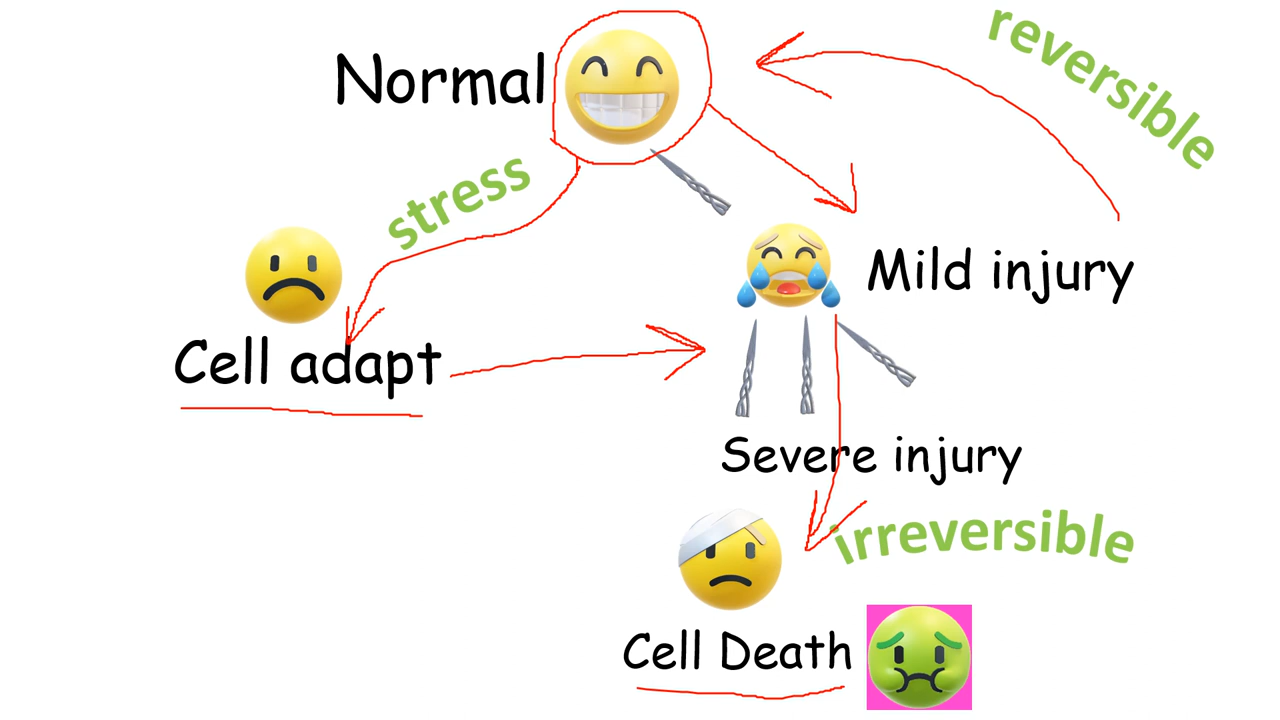 Normal
reversible
stress
Mild injury
Cell adapt
Severe injury
irreversible
Cell Death